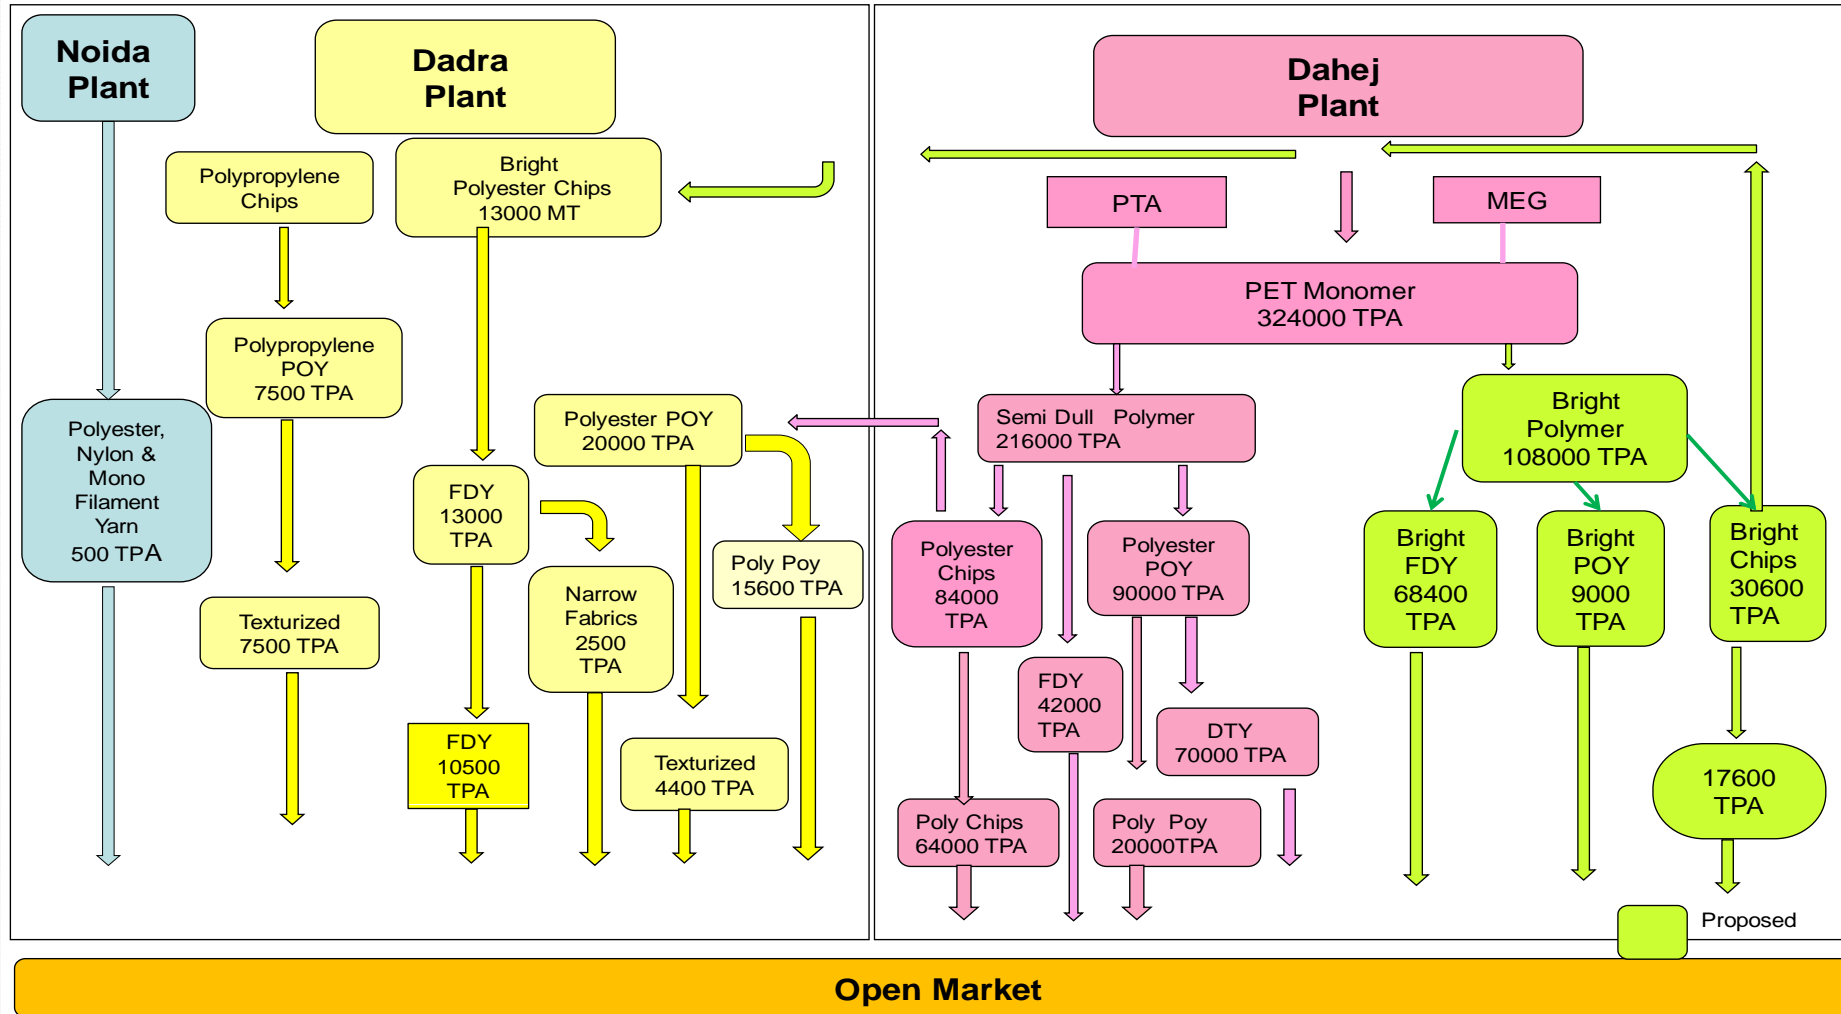 Noida
Plant
Dadra
Plant
Dahej
Plant
Polypropylene
Chips
Bright
Polyester Chips
13000 MT
PTA
MEG
PET Monomer
324000 TPA
Polypropylene
POY
7500 TPA
Polyester,
Nylon &
Mono
Filament
Yarn
500 TPA
Polyester POY
20000 TPA
Semi Dull Polymer
216000 TPA
Bright
Polymer
108000 TPA
FDY
13000
TPA
Poly Poy
15600 TPA
Narrow
Fabrics
2500
TPA
Texturized
7500 TPA
FDY
10500
TPA
Texturized
4400 TPA
Polyester
Chips
84000
TPA
Polyester
POY
90000 TPA
Bright
FDY
68400
TPA
Bright
POY
9000
TPA
Bright
Chips
30600
TPA
FDY
42000
TPA
DTY
70000 TPA
17600
TPA
Poly Chips
64000 TPA
Poly Poy
20000TPA
Proposed
Open Market